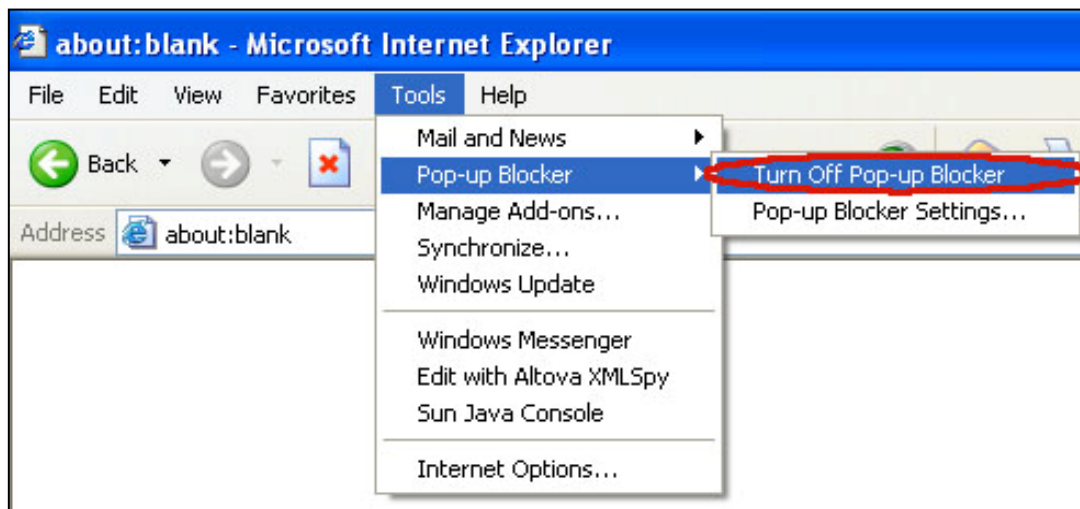 about:blank - Microsoft Internet Explorer
File Edit View Favorites Tools Help
Back
Address about:blank
Mail and News
Pop-up Blocker
Manage Add-ons...
Synchronize...
Windows Update
Windows Messenger
Edit with Altova XMLSpy
Sun Java Console
Internet Options...
Turn Off Pop-up Blocker
Pop-up Blocker Settings...